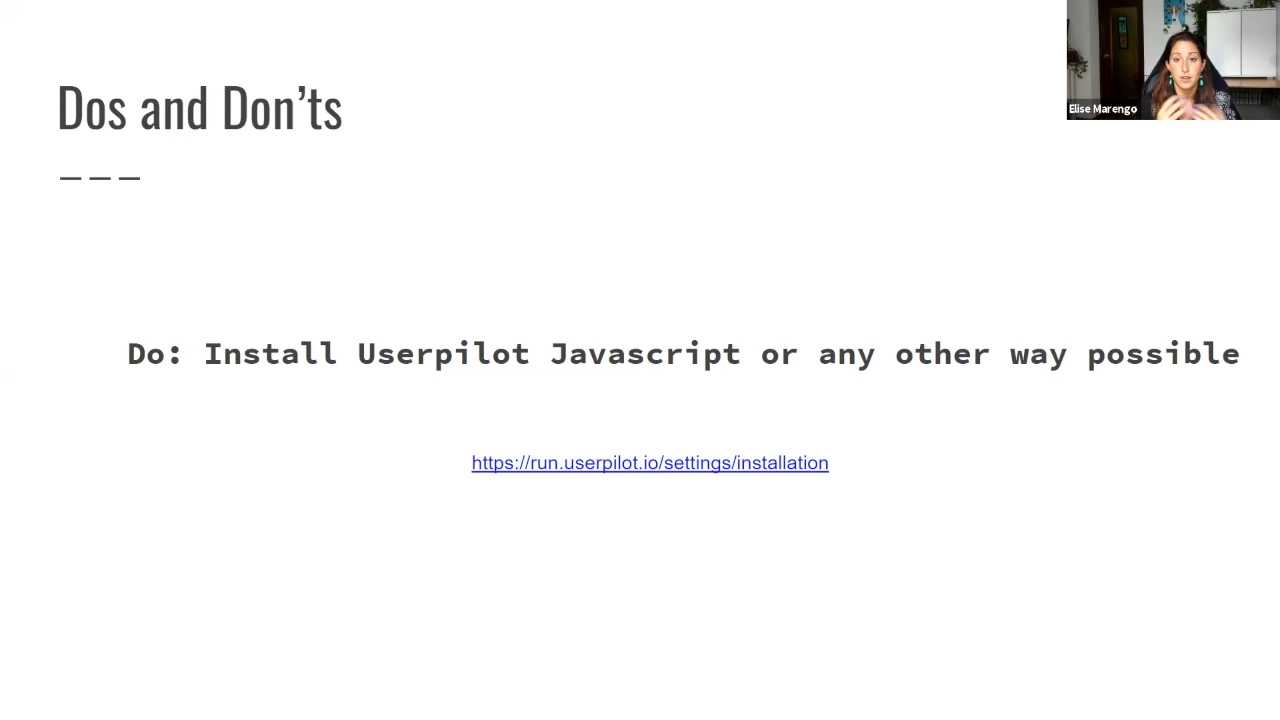 Dos and Don’ts
Elise Marengo
Do: Install Userpilot Javascript or any other way possible
https://run.userpilot.io/settings/installation